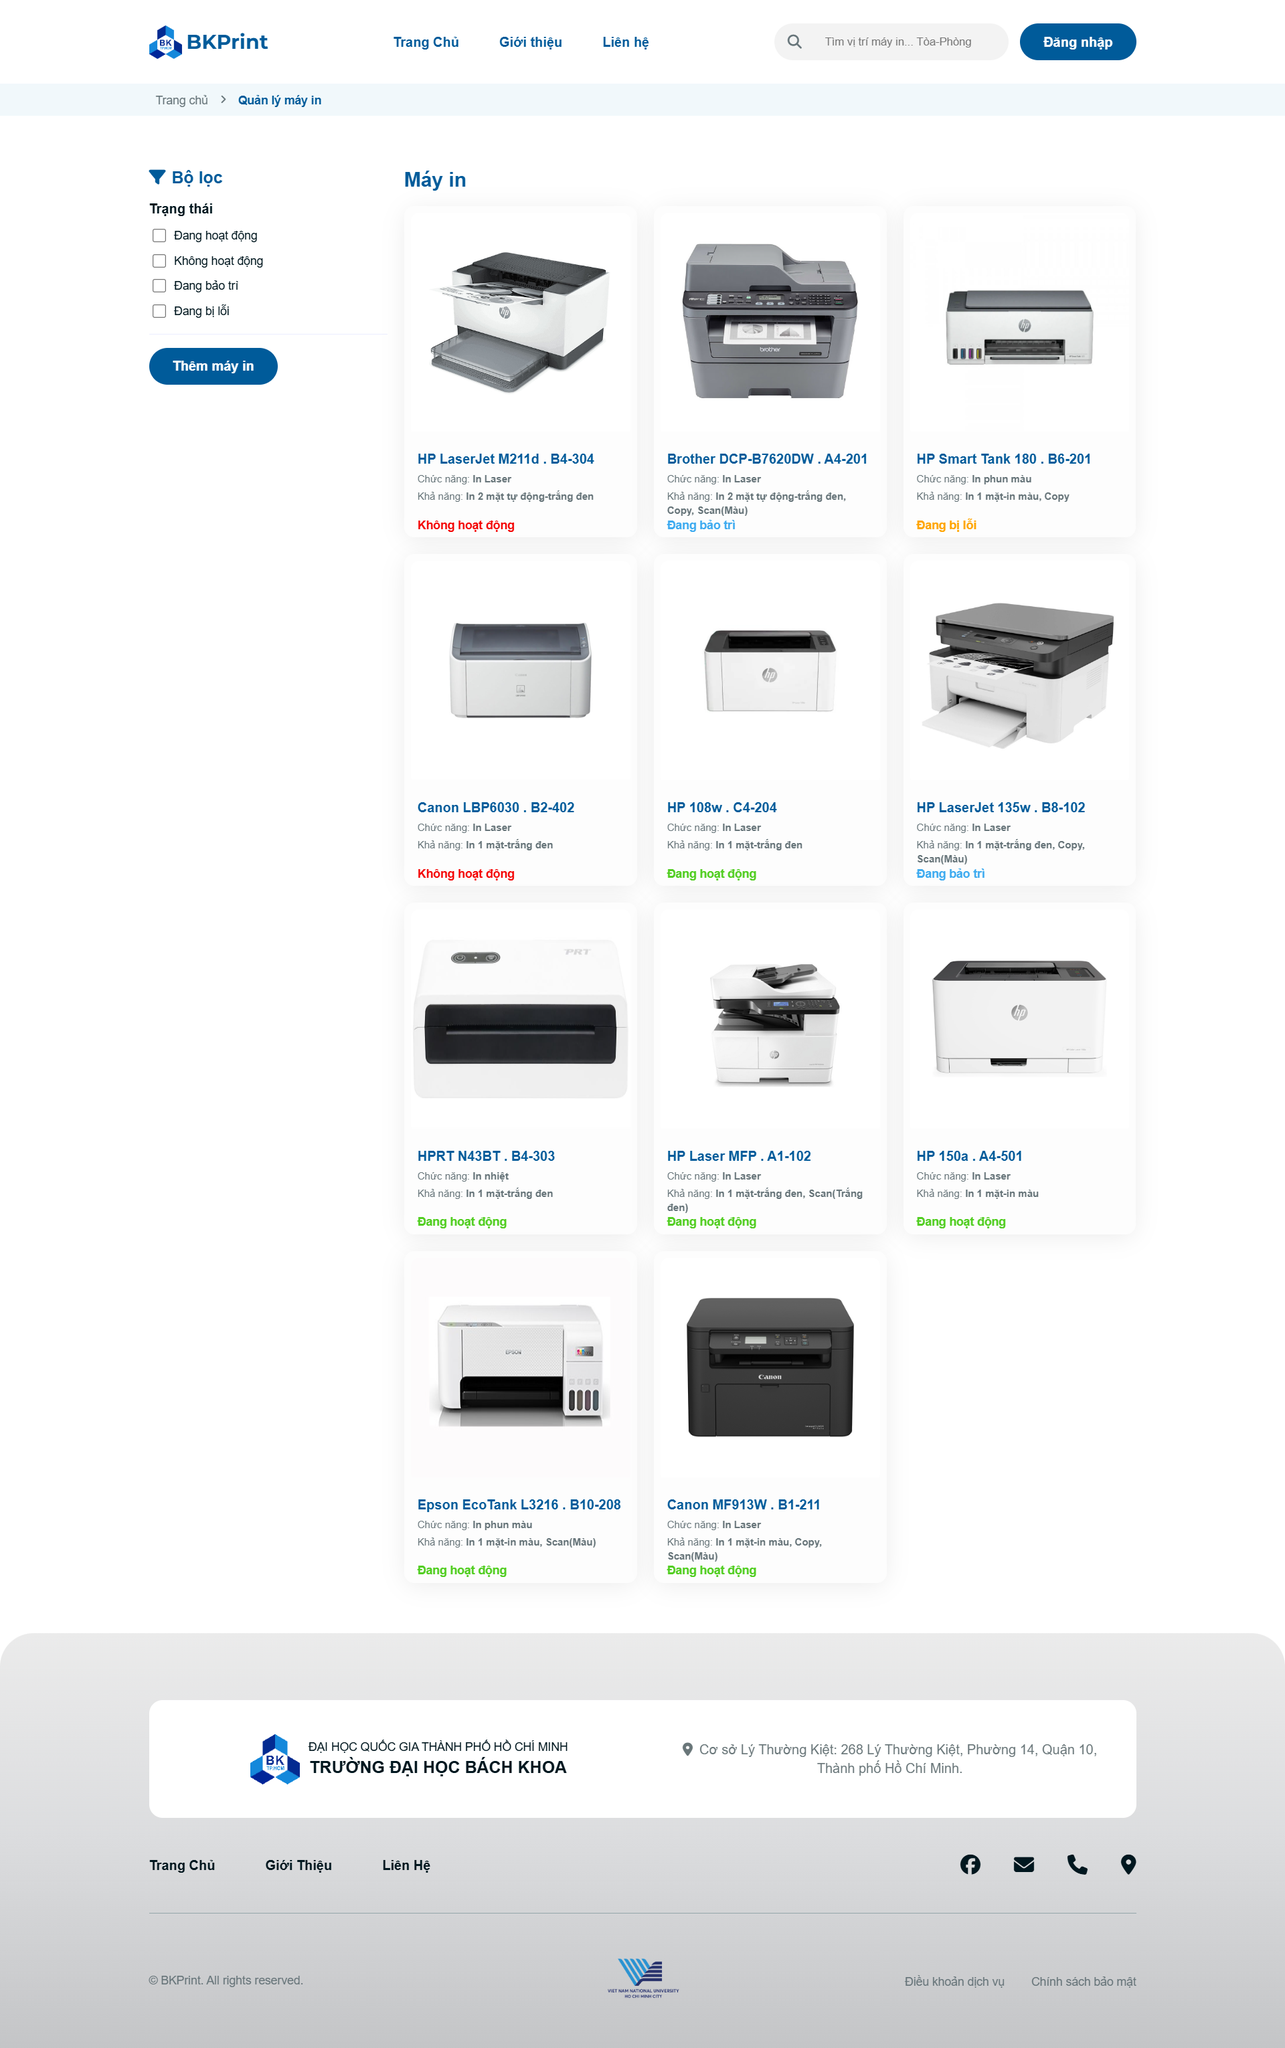 BK
BKPrint
Trang Chủ
Giới thiệu
Liên hệ
Tìm vị trí máy in... Tòa-Phòng
Đăng nhập
Trang chủ
Quản lý máy in
Bộ lọc
Trạng thái
Đang hoạt động
Không hoạt động
Đang bảo trì
Đang bị lỗi
Thêm máy in
Máy in
hp
HP LaserJet M211d . B4-304
Chức năng: In Laser
Khả năng: In 2 mặt tự động-trắng đen
Không hoạt động
brother
Brother DCP-B7620DW . A4-201
Chức năng: In Laser
Khả năng: In 2 mặt tự động-trắng đen,
Copy, Scan(Màu)
Đang bảo trì
hp
HP Smart Tank 180 . B6-201
Chức năng: In phun màu
Khả năng: In 1 mặt-in màu, Copy
Đang bị lỗi
Canon LBP6030 . B2-402
Chức năng: In Laser
Khả năng: In 1 mặt-trắng đen
Không hoạt động
hp
HP 108w . C4-204
Chức năng: In Laser
Khả năng: In 1 mặt-trắng đen
Đang hoạt động
HP LaserJet 135w . B8-102
Chức năng: In Laser
Khả năng: In 1 mặt-trắng đen, Copy,
Scan(Màu)
Đang bảo trì
PRT
HPRT N43BT . B4-303
Chức năng: In nhiệt
Khả năng: In 1 mặt-trắng đen
Đang hoạt động
hp
HP Laser MFP . A1-102
Chức năng: In Laser
Khả năng: In 1 mặt-trắng đen, Scan(Trắng
đen)
Đang hoạt động
hp
HP 150a . A4-501
Chức năng: In Laser
Khả năng: In 1 mặt-in màu
Đang hoạt động
EPSON
Epson EcoTank L3216 . B10-208
Chức năng: In phun màu
Khả năng: In 1 mặt-in màu, Scan(Màu)
Đang hoạt động
Canon
Canon MF913W . B1-211
Chức năng: In Laser
Khả năng: In 1 mặt-in màu, Copy,
Scan(Màu)
Đang hoạt động
BK
TP.HCM
ĐẠI HỌC QUỐC GIA THÀNH PHỐ HỒ CHÍ MINH
TRƯỜNG ĐẠI HỌC BÁCH KHOA
Cơ sở Lý Thường Kiệt: 268 Lý Thường Kiệt, Phường 14, Quận 10,
Thành phố Hồ Chí Minh.
Trang Chủ
Giới Thiệu
Liên Hệ
© BKPrint. All rights reserved.
VIET NAM NATIONAL UNIVERSITY
HO CHI MINH CITY
Điều khoản dịch vụ
Chính sách bảo mật